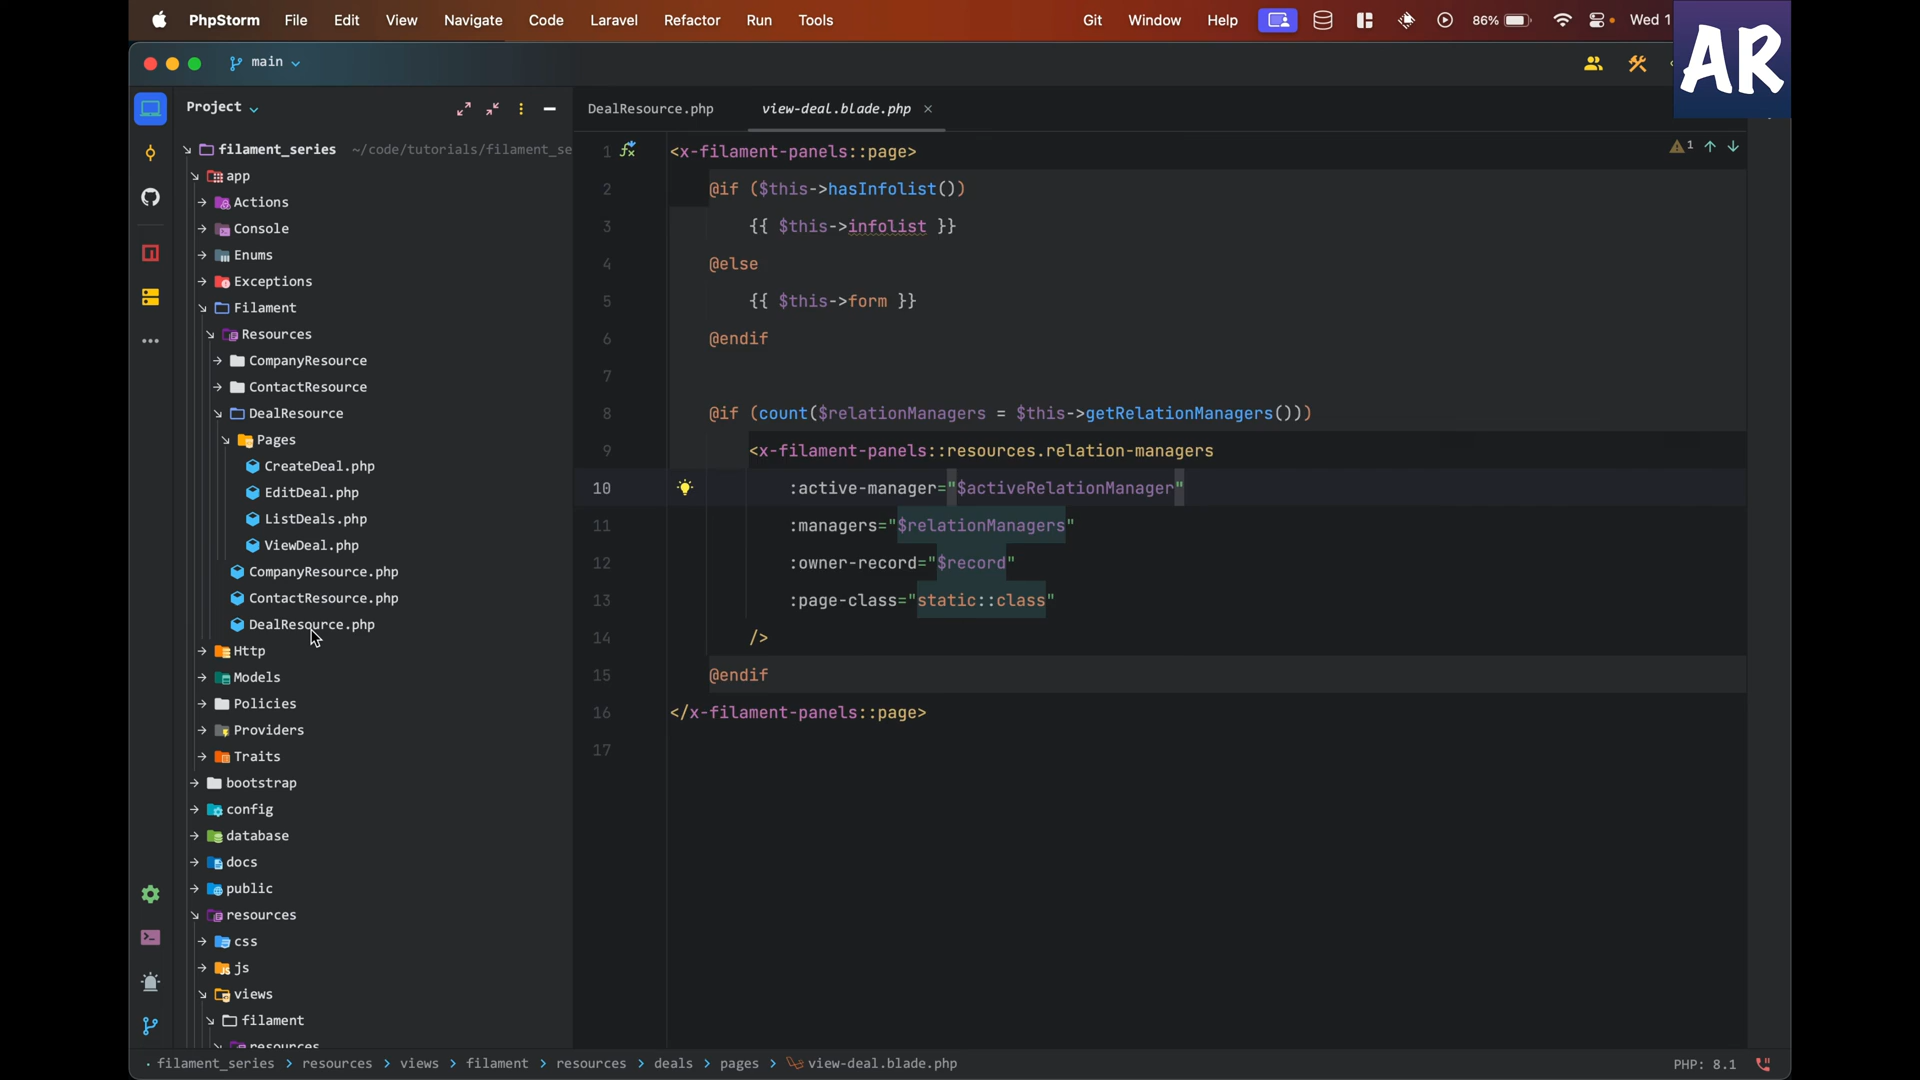 PhpStorm File Edit View Navigate Code Laravel Refactor Run Tools Git Window Help 86% Wed 1
AR
main
Project
DealResource.php
view-deal.blade.php
filament_series ~/code/tutorials/filament_se
app
Actions
Console
Enums
Exceptions
Filament
Resources
CompanyResource
ContactResource
DealResource
Pages
CreateDeal.php
EditDeal.php
ListDeals.php
ViewDeal.php
CompanyResource.php
ContactResource.php
DealResource.php
Http
Models
Policies
Providers
Traits
bootstrap
config
database
docs
public
resources
css
js
views
filament
resources
1 <x-filament-panels::page>
2 @if ($this->hasInfolist())
3 {{ $this->infolist }}
4 @else
5 {{ $this->form }}
6 @endif
7
8 @if (count($relationManagers = $this->getRelationManagers()))
9 <x-filament-panels::resources.relation-managers
10 :active-manager="$activeRelationManager"
11 :managers="$relationManagers"
12 :owner-record="$record"
13 :page-class="static::class"
14 />
15 @endif
16 </x-filament-panels::page>
17
1
filament_series > resources > views > filament > resources > deals > pages > view-deal.blade.php
PHP: 8.1